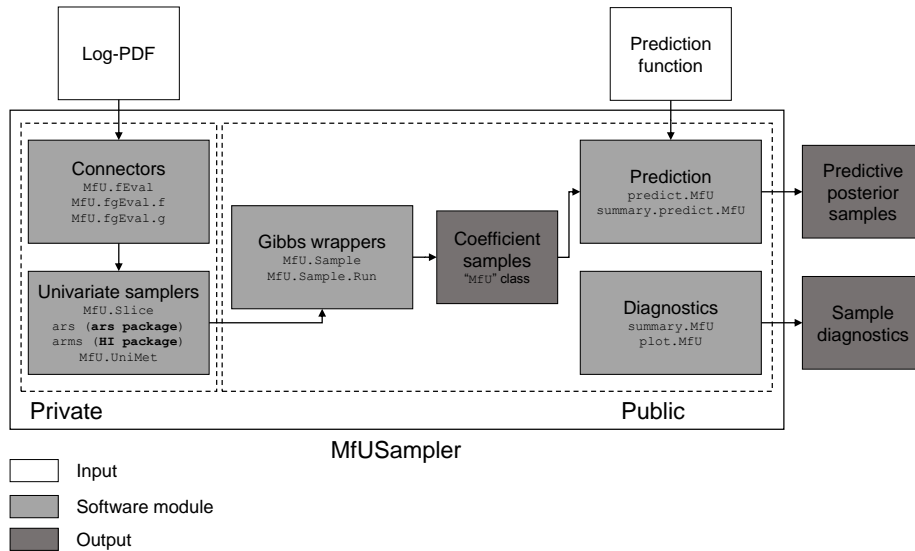 Log-PDF
Prediction
function
Connectors
MfU.fEval
MfU.fgEval.f
MfU.fgEval.g
Univariate samplers
MfU.Slice
ars (ars package)
arms (HI package)
MfU.UniMet
Private
Gibbs wrappers
MfU.Sample
MfU.Sample.Run
Coefficient
samples
"MfU" class
Prediction
predict.MfU
summary.predict.MfU
Diagnostics
summary.MfU
plot.MfU
Public
Predictive
posterior
samples
Sample
diagnostics
MfUSampler
Input
Software module
Output